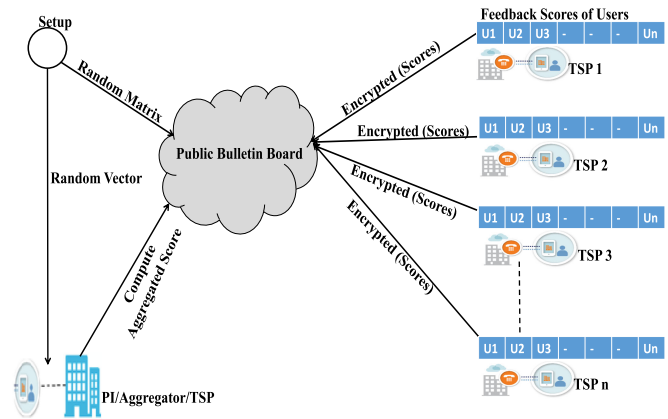 Setup
Feedback Scores of Users
U1 U2 U3 - - - Un
TSP 1
Random Matrix
Encrypted (Scores)
Public Bulletin Board
Encrypted (Scores)
U1 U2 U3 - - - Un
TSP 2
Random Vector
Encrypted (Scores)
U1 U2 U3 - - - Un
TSP 3
Encrypted (Scores)
Compute
Aggregated Score
U1 U2 U3 - - - Un
TSP n
PI/Aggregator/TSP